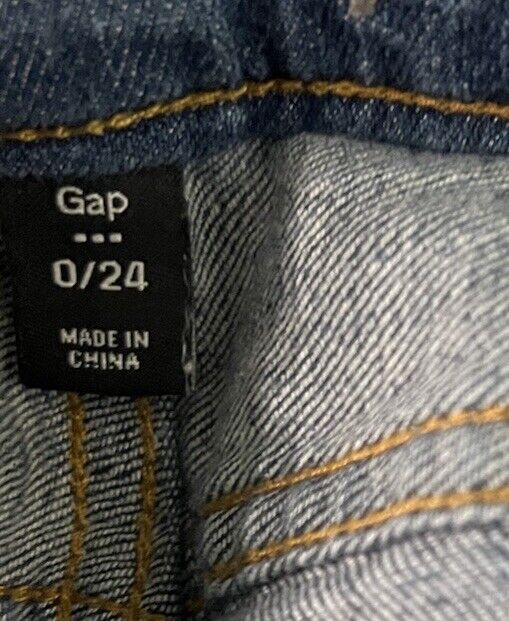 Gap
---
0/24
MADE IN
CHINA